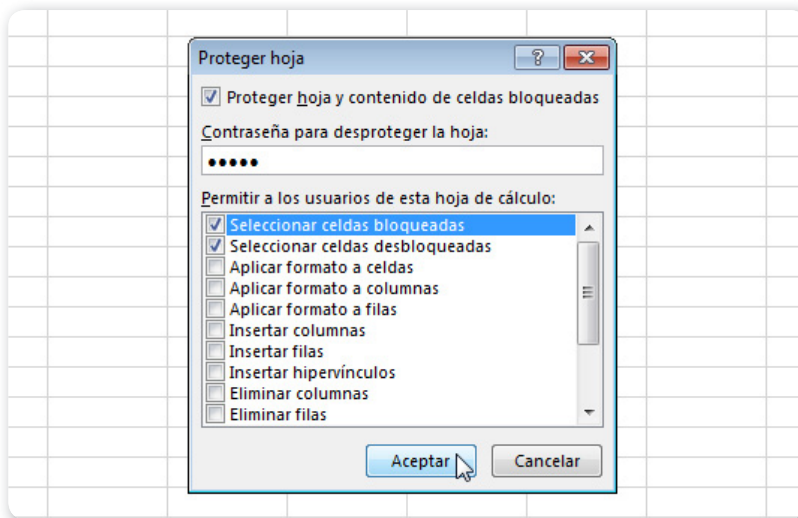 Proteger hoja
Proteger hoja y contenido de celdas bloqueadas
Contraseña para desproteger la hoja:
•••••
Permitir a los usuarios de esta hoja de cálculo:
Seleccionar celdas bloqueadas
Seleccionar celdas desbloqueadas
Aplicar formato a celdas
Aplicar formato a columnas
Aplicar formato a filas
Insertar columnas
Insertar filas
Insertar hipervínculos
Eliminar columnas
Eliminar filas
Aceptar Cancelar